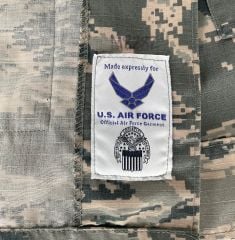 Made expressly for
U.S. AIR FORCE
Official Air Force Garment